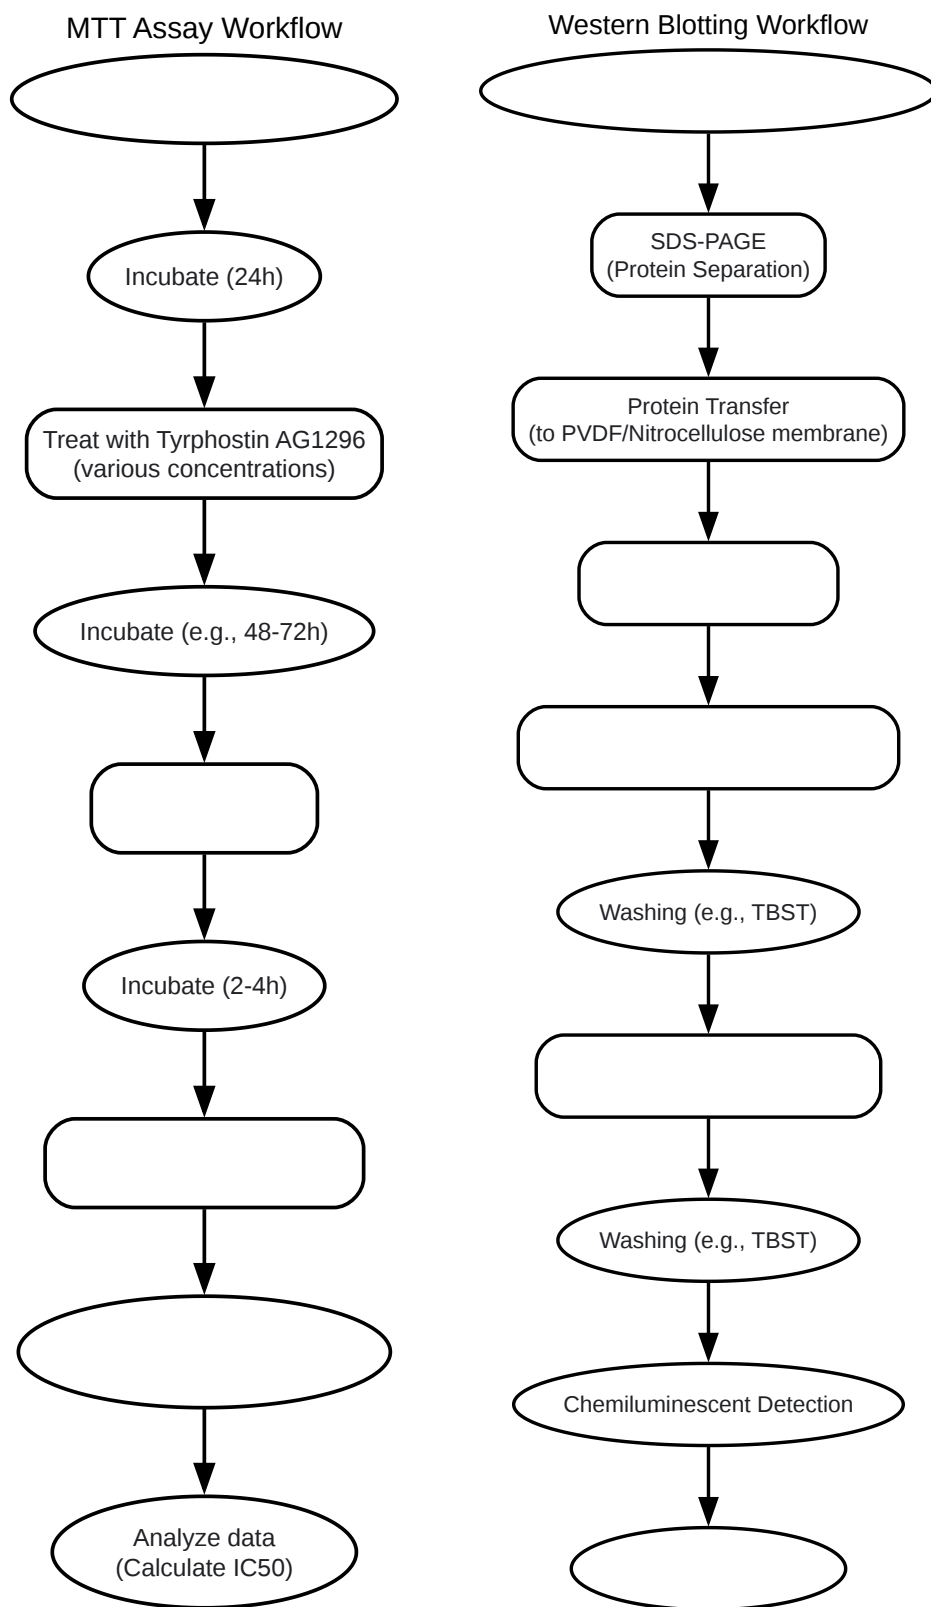 MTT Assay Workflow
Incubate (24h)
Treat with Tyrphostin AG1296
(various concentrations)
Incubate (e.g., 48-72h)
Incubate (2-4h)
Analyze data
(Calculate IC50)
Western Blotting Workflow
SDS-PAGE
(Protein Separation)
Protein Transfer
(to PVDF/Nitrocellulose membrane)
Washing (e.g., TBST)
Washing (e.g., TBST)
Chemiluminescent Detection